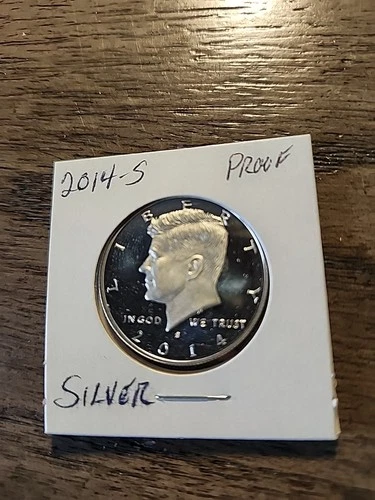 2014-S PROOF
LIBERTY
IN GOD WE TRUST
S
2014
SILVER